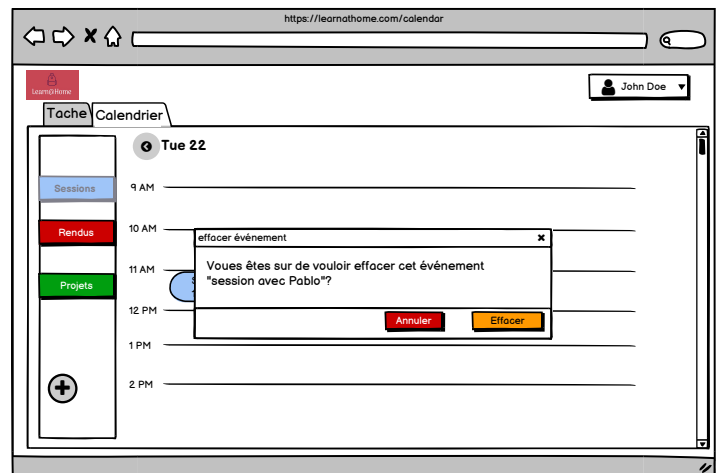 https://learnathome.com/calendar
Learn@Home
John Doe
Tache
Calendrier
Tue 22
Sessions
9 AM
Rendus
10 AM
effacer événement
Voues êtes sur de vouloir effacer cet événement
"session avec Pablo"?
11 AM
Projets
12 PM
Annuler
Effacer
1 PM
2 PM